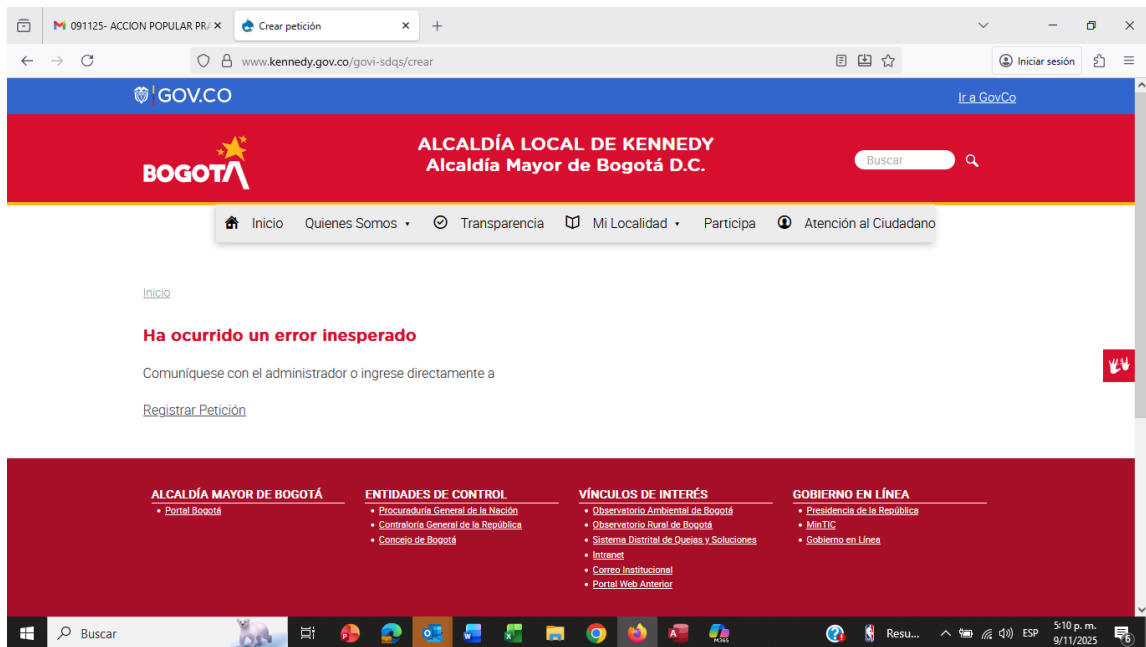 091125- ACCION POPULAR PRA
Crear petición
www.kennedy.gov.co/govi-sdqs/crear
Iniciar sesión
GOV.CO
Ir a GovCo
BOGOTÁ
ALCALDÍA LOCAL DE KENNEDY
Alcaldía Mayor de Bogotá D.C.
Buscar
Inicio Quienes Somos Transparencia Mi Localidad Participa Atención al Ciudadano
Inicio
Ha ocurrido un error inesperado
Comuníquese con el administrador o ingrese directamente a
Registrar Petición
ALCALDÍA MAYOR DE BOGOTÁ
• Portal Bogotá
ENTIDADES DE CONTROL
• Procuraduría General de la Nación
• Contraloría General de la República
• Concejo de Bogotá
VÍNCULOS DE INTERÉS
• Observatorio Ambiental de Bogotá
• Observatorio Rural de Bogotá
• Sistema Distrital de Quejas y Soluciones
• Intranet
• Correo Institucional
• Portal Web Anterior
GOBIERNO EN LÍNEA
• Presidencia de la República
• MinTIC
• Gobierno en Línea
Buscar
M365
Resu...
ESP
5:10 p. m.
9/11/2025
6